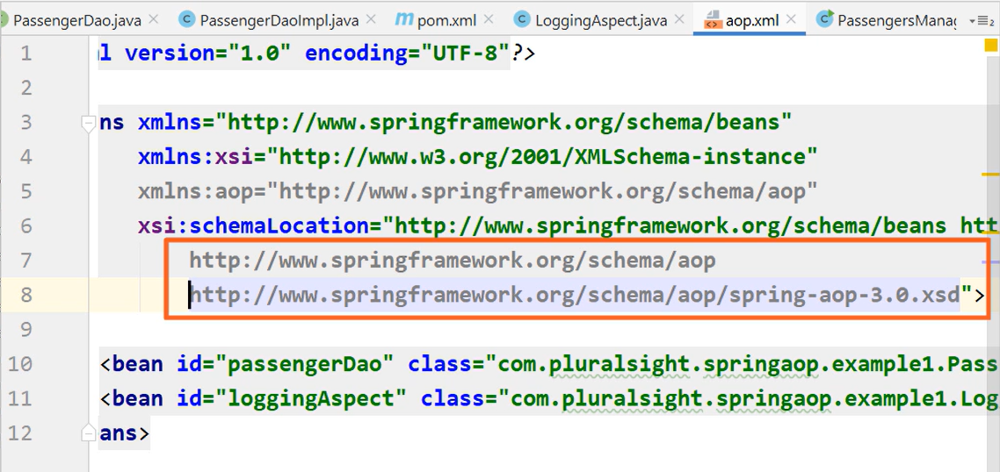 PassengerDao.java
PassengerDaoImpl.java
m pom.xml
LoggingAspect.java
aop.xml
PassengersManag
2
1 l version="1.0" encoding="UTF-8"?>
2
3 ns xmlns="http://www.springframework.org/schema/beans"
4 xmlns:xsi="http://www.w3.org/2001/XMLSchema-instance"
5 xmlns:aop="http://www.springframework.org/schema/aop"
6 xsi:schemaLocation="http://www.springframework.org/schema/beans htt
7 http://www.springframework.org/schema/aop
8 http://www.springframework.org/schema/aop/spring-aop-3.0.xsd">
9
10 <bean id="passengerDao" class="com.pluralsight.springaop.example1.Pass
11 <bean id="loggingAspect" class="com.pluralsight.springaop.example1.Log
12 ans>